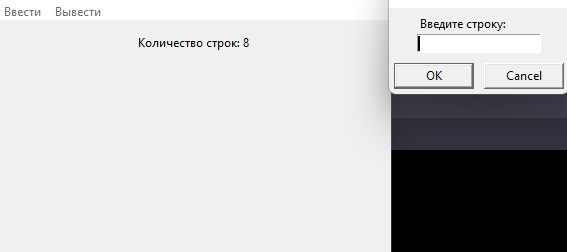 Ввести Вывести
Количество строк: 8
Введите строку:
OK Cancel